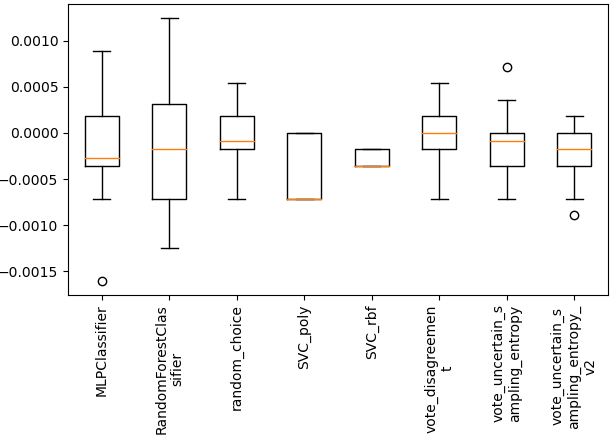 0.0010
0.0005
0.0000
−0.0005
−0.0010
−0.0015
MLPClassifier
RandomForestClas
sifier
random_choice
SVC_poly
SVC_rbf
vote_disagreemen
t
vote_uncertain_s
ampling_entropy
vote_uncertain_s
ampling_entropy_
v2